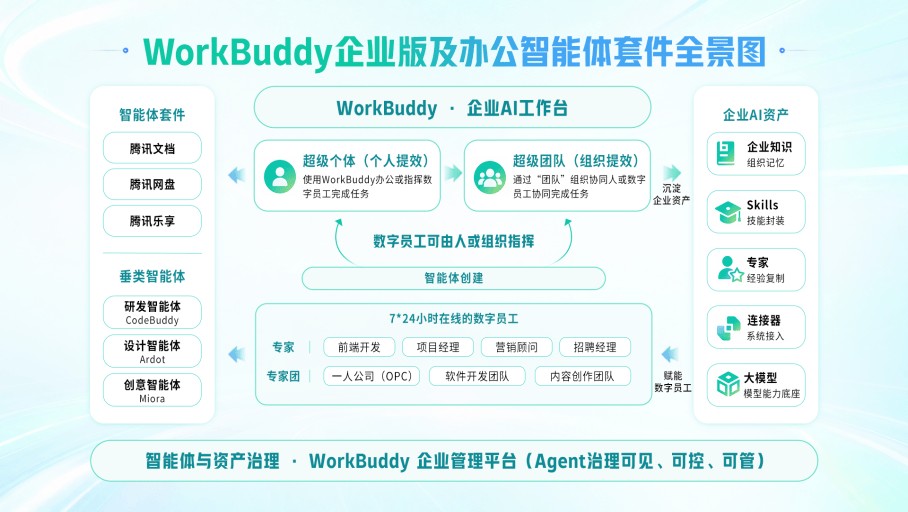 WorkBuddy企业版及办公智能体套件全景图
智能体套件
腾讯文档
腾讯网盘
腾讯乐享
垂类智能体
研发智能体
CodeBuddy
设计智能体
Ardot
创意智能体
Miora
WorkBuddy · 企业AI工作台
超级个体（个人提效）
使用WorkBuddy办公或指挥数
字员工完成任务
超级团队（组织提效）
通过“团队”组织协同人或数字
员工协同完成任务
数字员工可由人或组织指挥
智能体创建
7*24小时在线的数字员工
专家
前端开发
项目经理
营销顾问
招聘经理
专家团
一人公司（OPC）
软件开发团队
内容创作团队
沉淀
企业资产
赋能
数字员工
企业AI资产
企业知识
组织记忆
Skills
技能封装
专家
经验复制
连接器
系统接入
大模型
模型能力底座
智能体与资产治理 · WorkBuddy 企业管理平台（Agent治理可见、可控、可管）